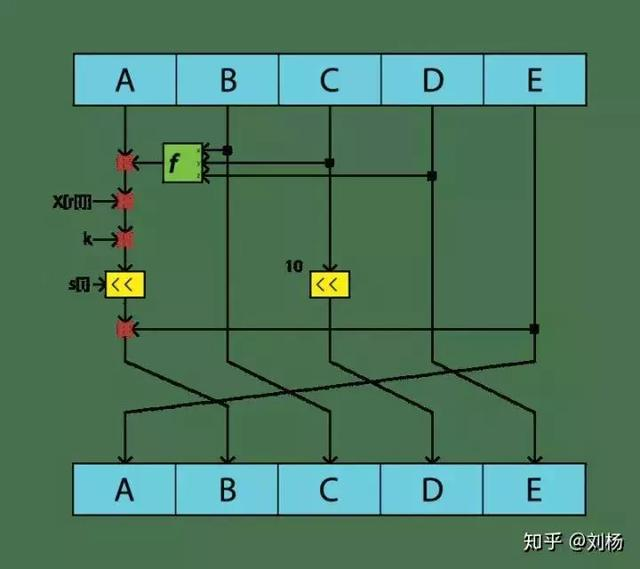 A B C D E
f
x
y
z
X[r[i]]
k
10
s[i] << <<
A B C D E
知乎 @刘杨